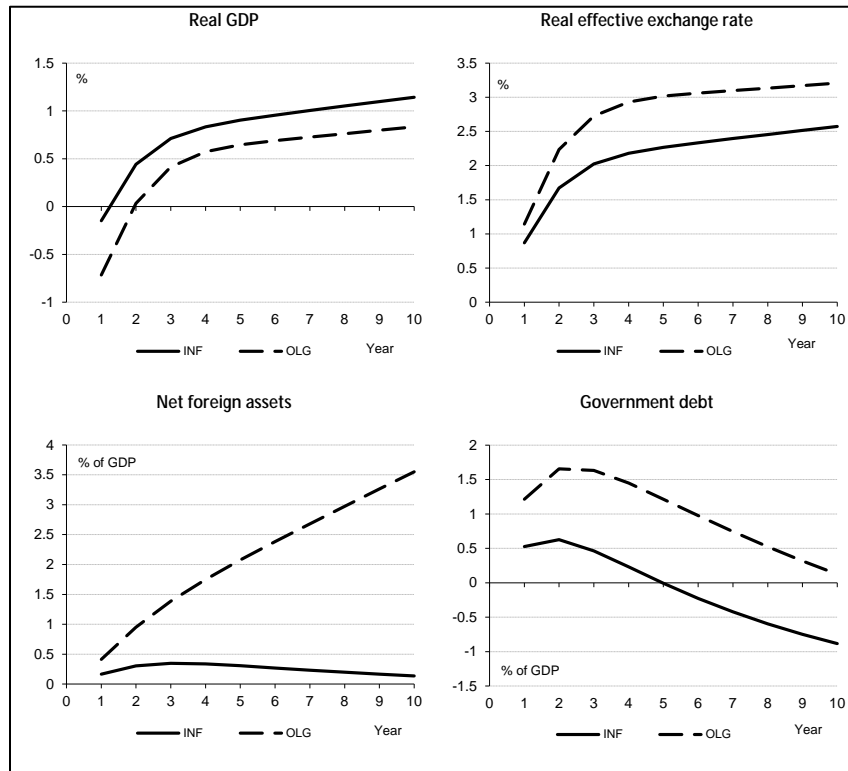 Real GDP
1.5
%
1
0.5
0
-0.5
-1
0 1 2 3 4 5 6 7 8 9 10
INF OLG Year
Real effective exchange rate
3.5
%
3
2.5
2
1.5
1
0.5
0
0 1 2 3 4 5 6 7 8 9 10
INF OLG Year
Net foreign assets
4
% of GDP
3.5
3
2.5
2
1.5
1
0.5
0
0 1 2 3 4 5 6 7 8 9 10
INF OLG Year
Government debt
2
1.5
1
0.5
0
0 1 2 3 4 5 6 7 8 9 10
-0.5
-1
% of GDP
-1.5
INF OLG Year